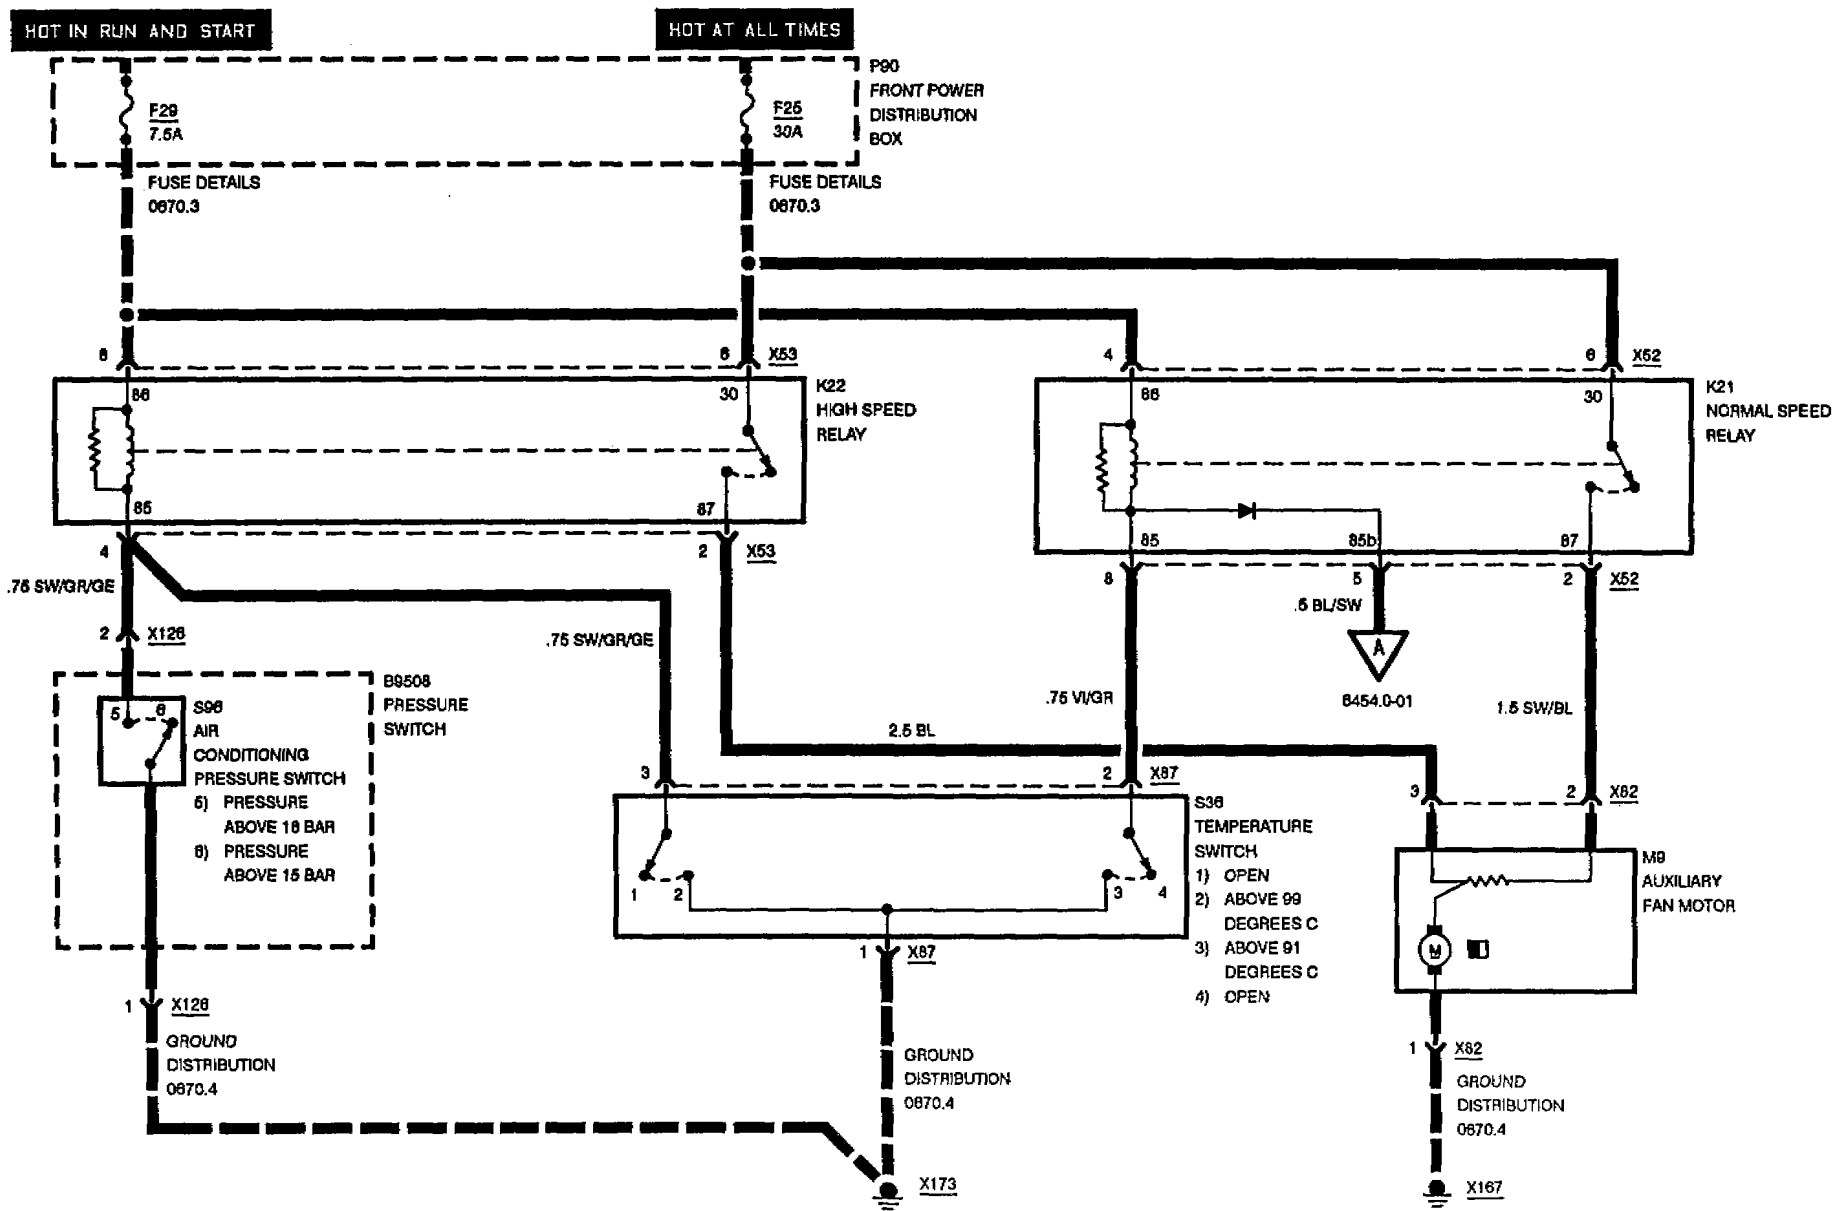 HOT IN RUN AND START
HOT AT ALL TIMES
P90
FRONT POWER
DISTRIBUTION
BOX
F29
7.5A
F25
30A
FUSE DETAILS
0670.3
FUSE DETAILS
0670.3
8
6
X53
4
6
X52
86
30
K22
HIGH SPEED
RELAY
86
30
K21
NORMAL SPEED
RELAY
85
87
85
85b
87
4
2
X53
8
5
2
X52
.75 SW/GR/GE
.75 SW/GR/GE
.5 BL/SW
A
6454.0-01
2
X126
B9508
PRESSURE
SWITCH
5
6
S96
AIR
CONDITIONING
PRESSURE SWITCH
5) PRESSURE
ABOVE 18 BAR
6) PRESSURE
ABOVE 15 BAR
.75 VI/GR
1.5 SW/BL
2.5 BL
3
2
X87
3
2
X82
S36
TEMPERATURE
SWITCH
1) OPEN
2) ABOVE 99
DEGREES C
3) ABOVE 91
DEGREES C
4) OPEN
1
2
3
4
M9
AUXILIARY
FAN MOTOR
M
1
X87
1
X126
GROUND
DISTRIBUTION
0670.4
GROUND
DISTRIBUTION
0670.4
1
X82
GROUND
DISTRIBUTION
0670.4
X173
X167